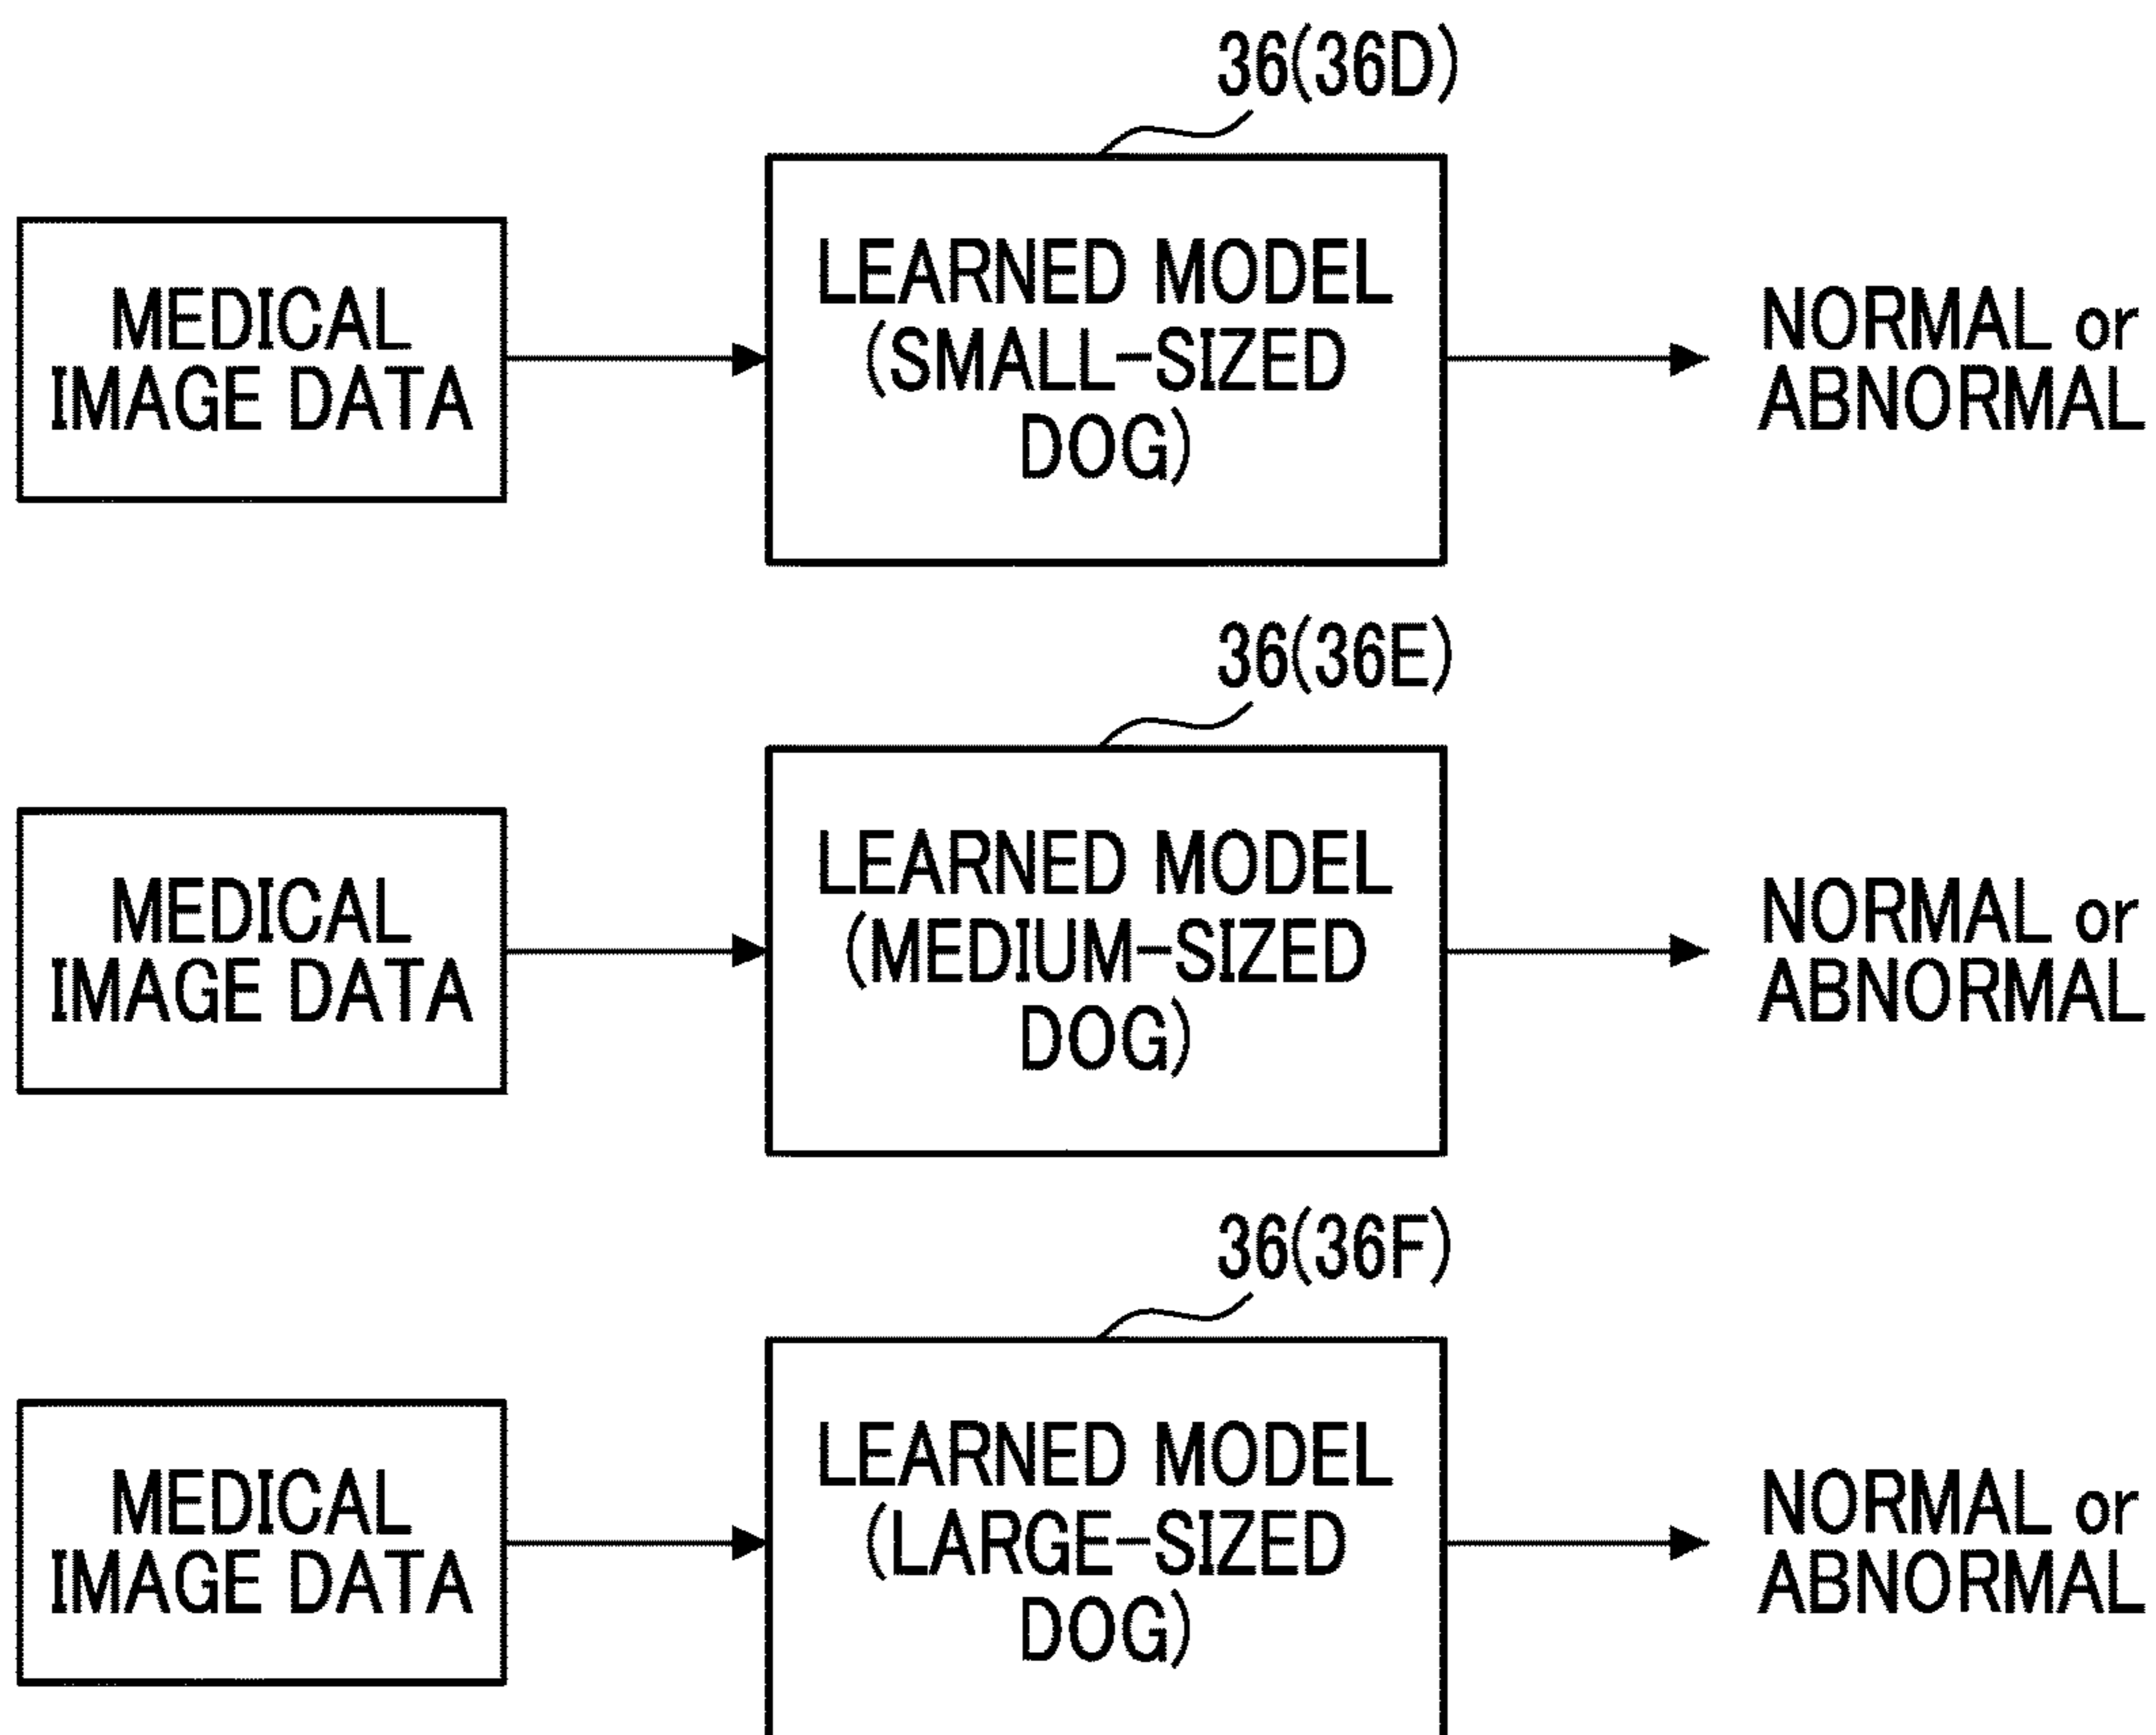 36(36D)
MEDICAL
IMAGE DATA
LEARNED MODEL
(SMALL-SIZED
DOG)
NORMAL or
ABNORMAL
36(36E)
MEDICAL
IMAGE DATA
LEARNED MODEL
(MEDIUM-SIZED
DOG)
NORMAL or
ABNORMAL
36(36F)
MEDICAL
IMAGE DATA
LEARNED MODEL
(LARGE-SIZED
DOG)
NORMAL or
ABNORMAL